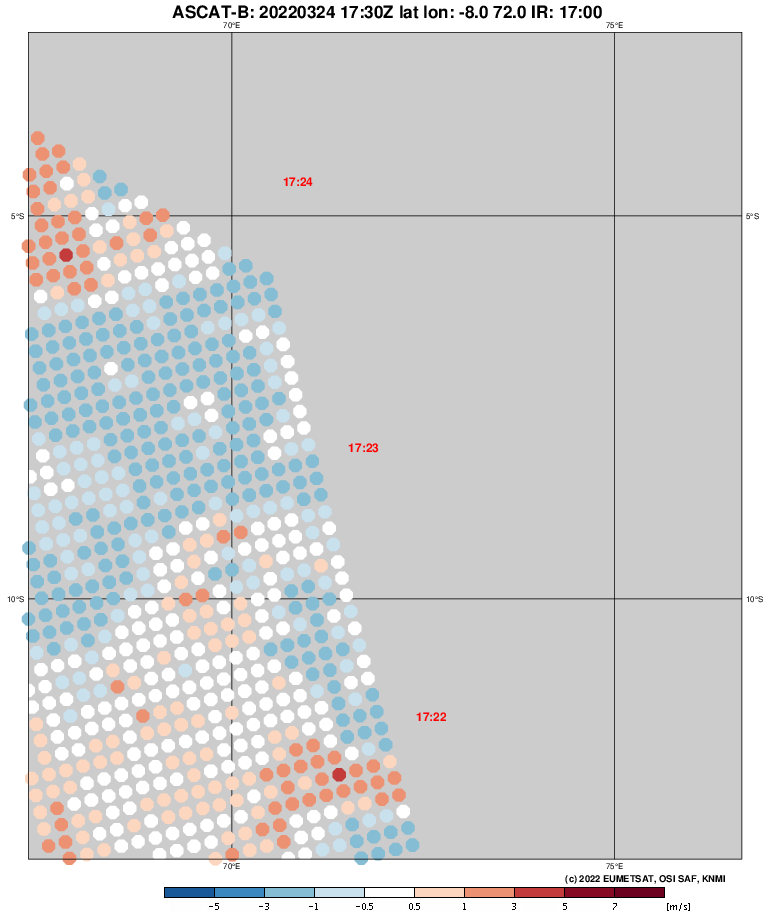 ASCAT-B: 20220324 17:30Z lat lon: -8.0 72.0 IR: 17:00
70°E 75°E
17:24
5°S 5°S
17:23
10°S 10°S
17:22
70°E 75°E
(c) 2022 EUMETSAT, OSI SAF, KNMI
-5 -3 -1 -0.5 0.5 1 3 5 7 [m/s]